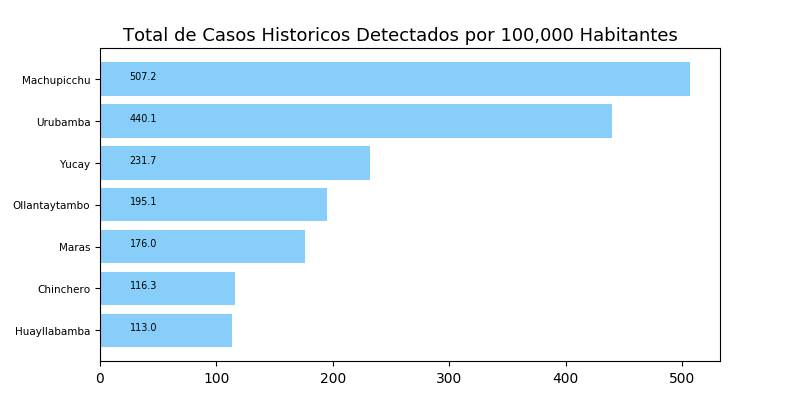 Total de Casos Historicos Detectados por 100,000 Habitantes
Machupicchu 507.2
Urubamba 440.1
Yucay 231.7
Ollantaytambo 195.1
Maras 176.0
Chinchero 116.3
Huayllabamba 113.0
0 100 200 300 400 500